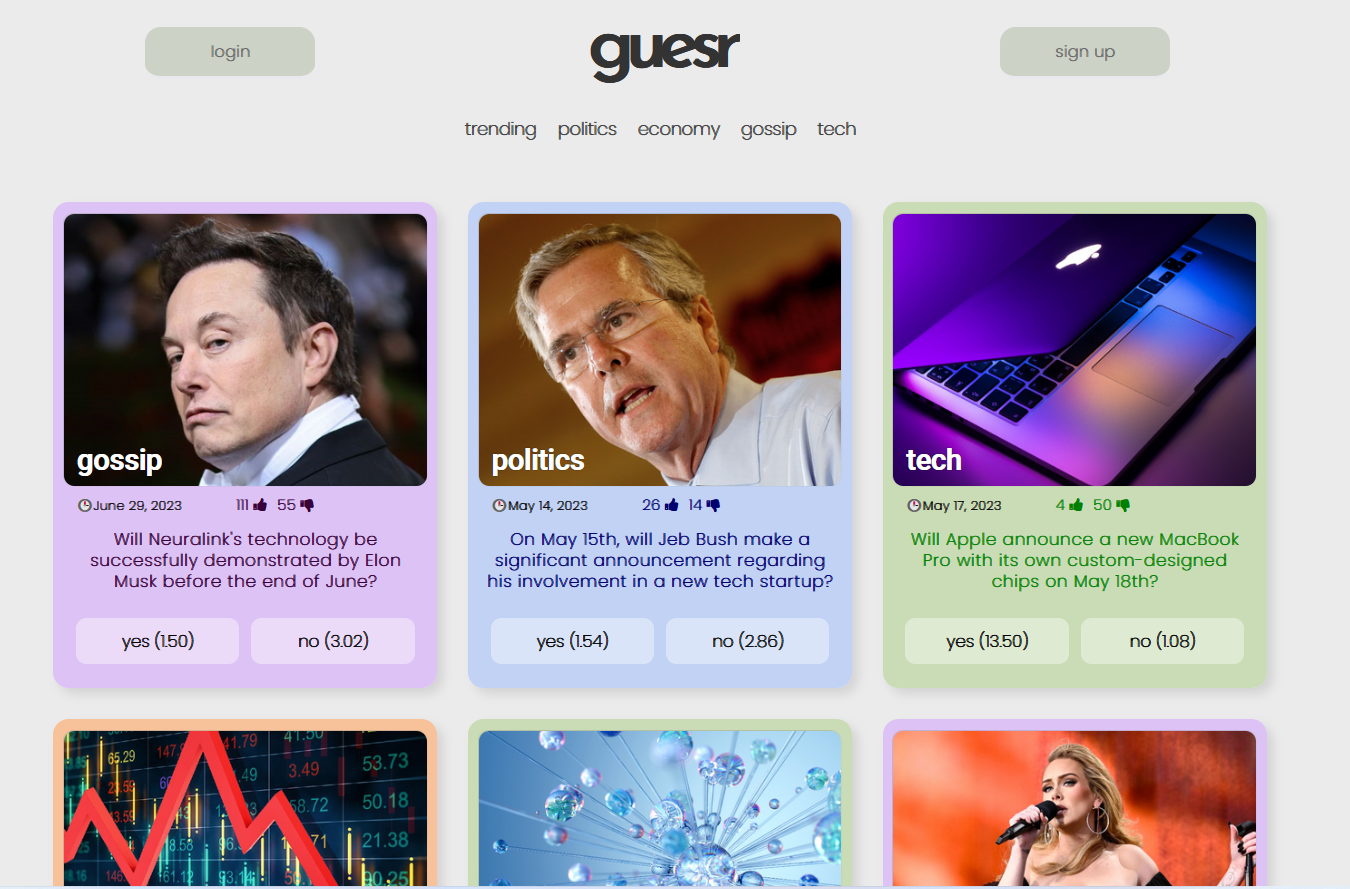 login
guesr
sign up
trending politics economy gossip tech
gossip
June 29, 2023 111 55
Will Neuralink's technology be
successfully demonstrated by Elon
Musk before the end of June?
yes (1.50) no (3.02)
politics
May 14, 2023 26 14
On May 15th, will Jeb Bush make a
significant announcement regarding
his involvement in a new tech startup?
yes (1.54) no (2.86)
tech
May 17, 2023 4 50
Will Apple announce a new MacBook
Pro with its own custom-designed
chips on May 18th?
yes (13.50) no (1.08)
65.29
41.79
41.50
53.73
3.49
50.18
58.72
21.38